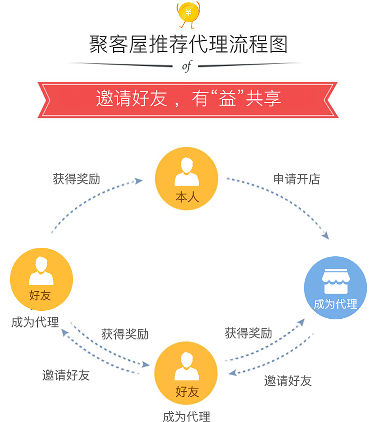 ¥
聚客屋推荐代理流程图
of
邀请好友，有“益”共享
获得奖励
申请开店
本人
好友
成为代理
成为代理
获得奖励
获得奖励
邀请好友
邀请好友
好友
成为代理